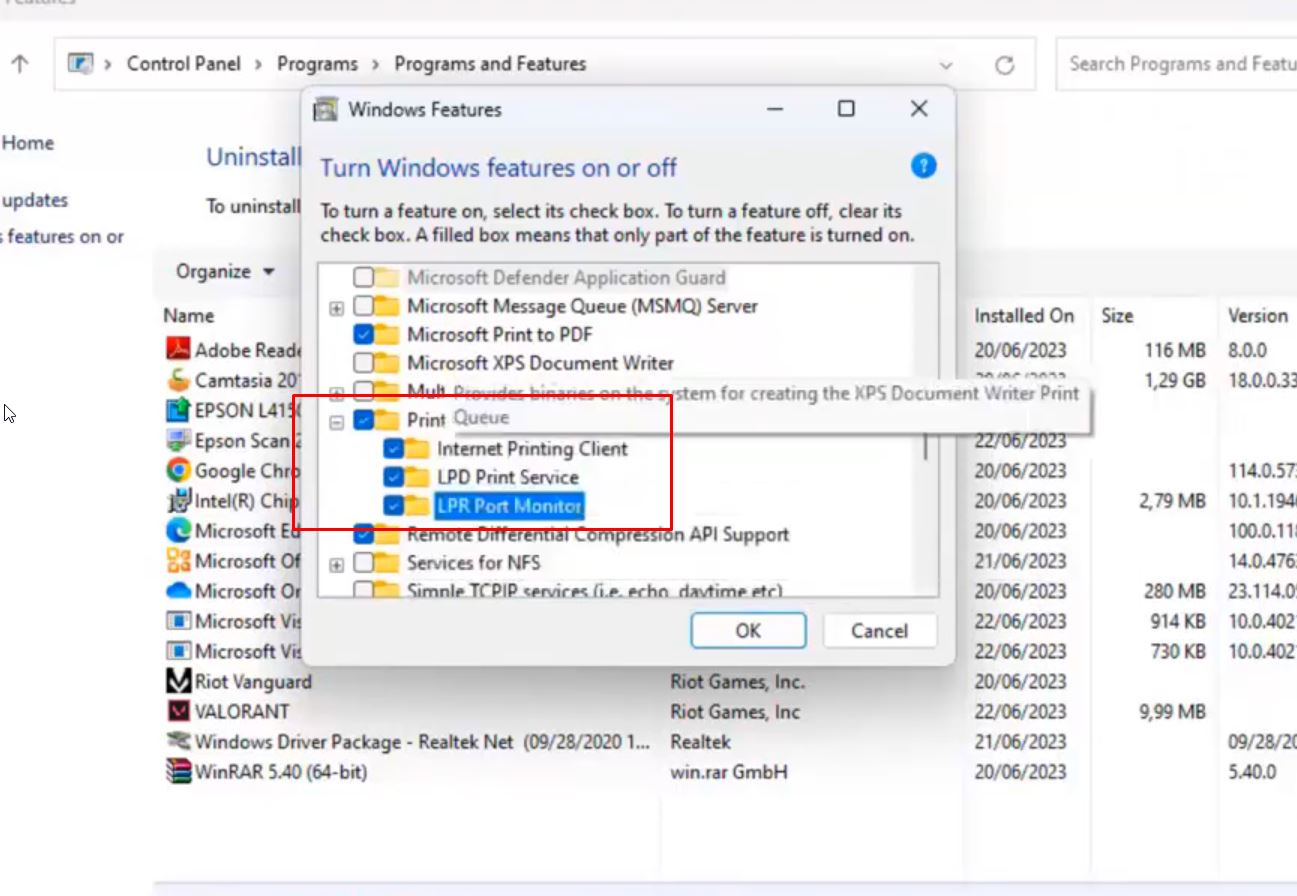 Control Panel > Programs > Programs and Features
Search Programs and Featu
Home
updates
s features on or
Uninstall
To uninstall
Windows Features
Turn Windows features on or off
To turn a feature on, select its check box. To turn a feature off, clear its
check box. A filled box means that only part of the feature is turned on.
Microsoft Defender Application Guard
Microsoft Message Queue (MSMQ) Server
Microsoft Print to PDF
Microsoft XPS Document Writer
Mult
Provides binaries on the system for creating the XPS Document Writer Print
Queue
Print
Internet Printing Client
LPD Print Service
LPR Port Monitor
Remote Differential Compression API Support
Services for NFS
Simple TCPIP services (i.e. echo, daytime etc)
OK
Cancel
Organize
Name Installed On Size Version
Adobe Reade 20/06/2023 116 MB 8.0.0
Camtasia 20 1,29 GB 18.0.0.33
EPSON L415
Epson Scan 2 22/06/2023
Google Chro 20/06/2023 114.0.57
Intel(R) Chip 20/06/2023 2,79 MB 10.1.194
Microsoft Ed 20/06/2023 100.0.118
Microsoft Of 21/06/2023 14.0.476
Microsoft On 20/06/2023 280 MB 23.114.0
Microsoft Vis 22/06/2023 914 KB 10.0.402
Microsoft Vis 22/06/2023 730 KB 10.0.402
Riot Vanguard Riot Games, Inc. 20/06/2023
VALORANT Riot Games, Inc 22/06/2023 9,99 MB
Windows Driver Package - Realtek Net (09/28/2020 1... Realtek 21/06/2023 09/28/20
WinRAR 5.40 (64-bit) win.rar GmbH 20/06/2023 5.40.0